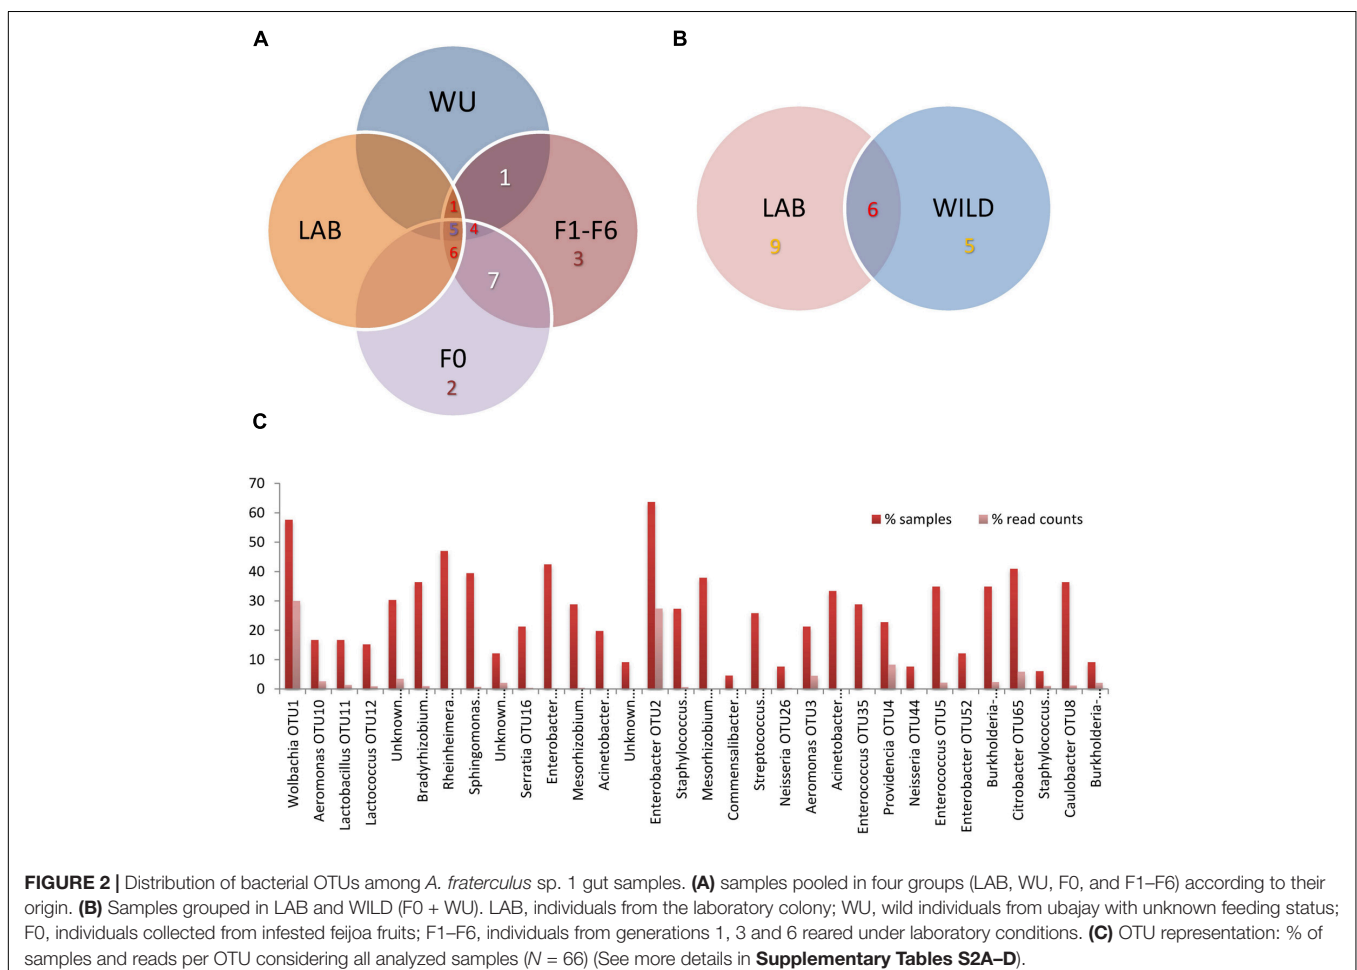 A
WU
1
LAB
1
5
4
F1-F6
3
6
7
F0
2
B
LAB
9
6
WILD
5
C
70
60
50
40
30
20
10
0
% samples
% read counts
Wolbachia OTU1
Aeromonas OTU10
Lactobacillus OTU11
Lactococcus OTU12
Unknown...
Bradyrhizobium...
Rheinheimera...
Sphingomonas...
Unknown...
Serratia OTU16
Enterobacter...
Mesorhizobium...
Acinetobacter...
Unknown...
Enterobacter OTU2
Staphylococcus...
Mesorhizobium...
Commensalibacter...
Streptococcus...
Neisseria OTU26
Aeromonas OTU3
Acinetobacter...
Enterococcus OTU35
Providencia OTU4
Neisseria OTU44
Enterococcus OTU5
Enterobacter OTU52
Burkholderia-...
Citrobacter OTU65
Staphylococcus...
Caulobacter OTU8
Burkholderia-...
FIGURE 2 | Distribution of bacterial OTUs among A. fraterculus sp. 1 gut samples. (A) samples pooled in four groups (LAB, WU, F0, and F1–F6) according to their
origin. (B) Samples grouped in LAB and WILD (F0 + WU). LAB, individuals from the laboratory colony; WU, wild individuals from ubajay with unknown feeding status;
F0, individuals collected from infested feijoa fruits; F1–F6, individuals from generations 1, 3 and 6 reared under laboratory conditions. (C) OTU representation: % of
samples and reads per OTU considering all analyzed samples (N = 66) (See more details in Supplementary Tables S2A–D).